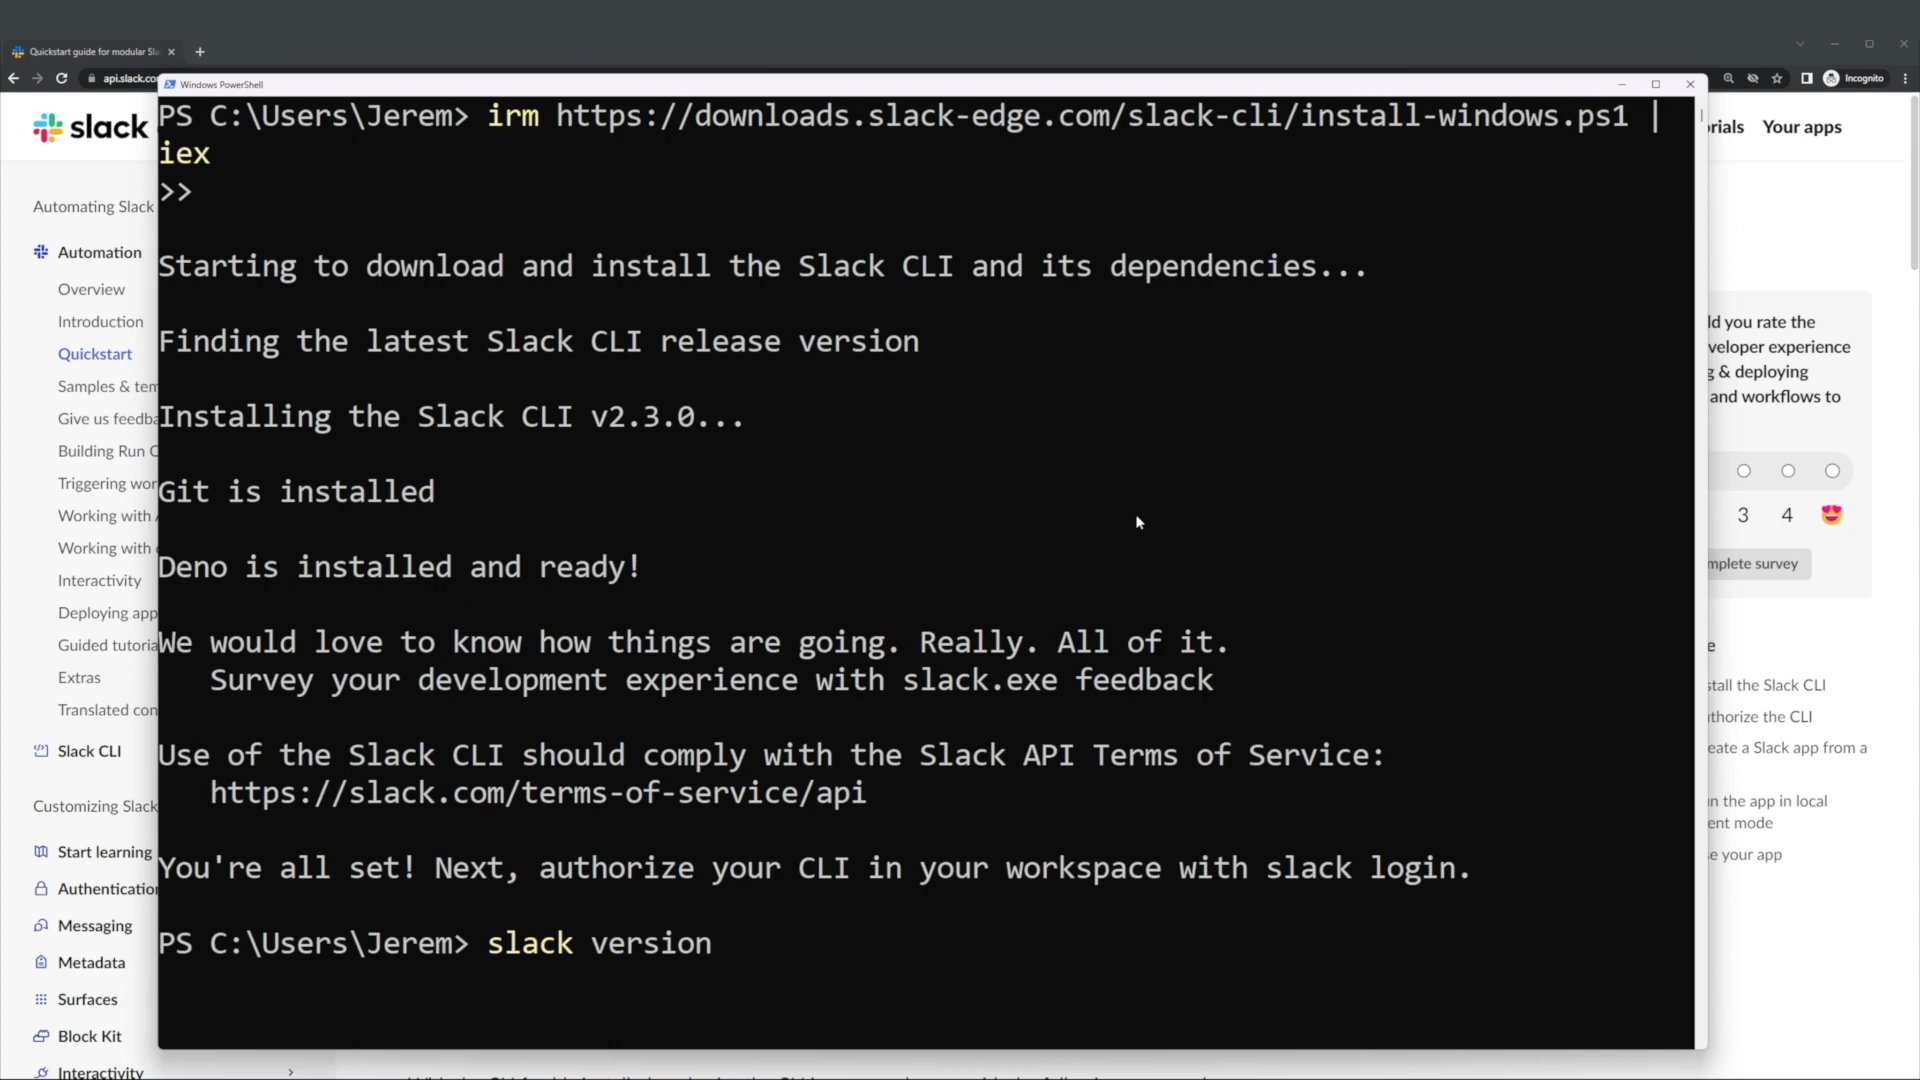 Quickstart guide for modular Sla
api.slack.co
Incognito
Windows PowerShell
PS C:\Users\Jerem> irm https://downloads.slack-edge.com/slack-cli/install-windows.ps1 |
iex
>>
Starting to download and install the Slack CLI and its dependencies...
Finding the latest Slack CLI release version
Installing the Slack CLI v2.3.0...
Git is installed
Deno is installed and ready!
We would love to know how things are going. Really. All of it.
Survey your development experience with slack.exe feedback
Use of the Slack CLI should comply with the Slack API Terms of Service:
https://slack.com/terms-of-service/api
You're all set! Next, authorize your CLI in your workspace with slack login.
PS C:\Users\Jerem> slack version
slack
Automating Slack
Automation
Overview
Introduction
Quickstart
Samples & tem
Give us feedba
Building Run O
Triggering wor
Working with
Working with
Interactivity
Deploying app
Guided tutoria
Extras
Translated con
Slack CLI
Customizing Slack
Start learning
Authentication
Messaging
Metadata
Surfaces
Block Kit
Interactivity
rials Your apps
ld you rate the
veloper experience
g & deploying
and workflows to
3 4
mplete survey
e
stall the Slack CLI
thorize the CLI
eate a Slack app from a
n the app in local
ent mode
e your app